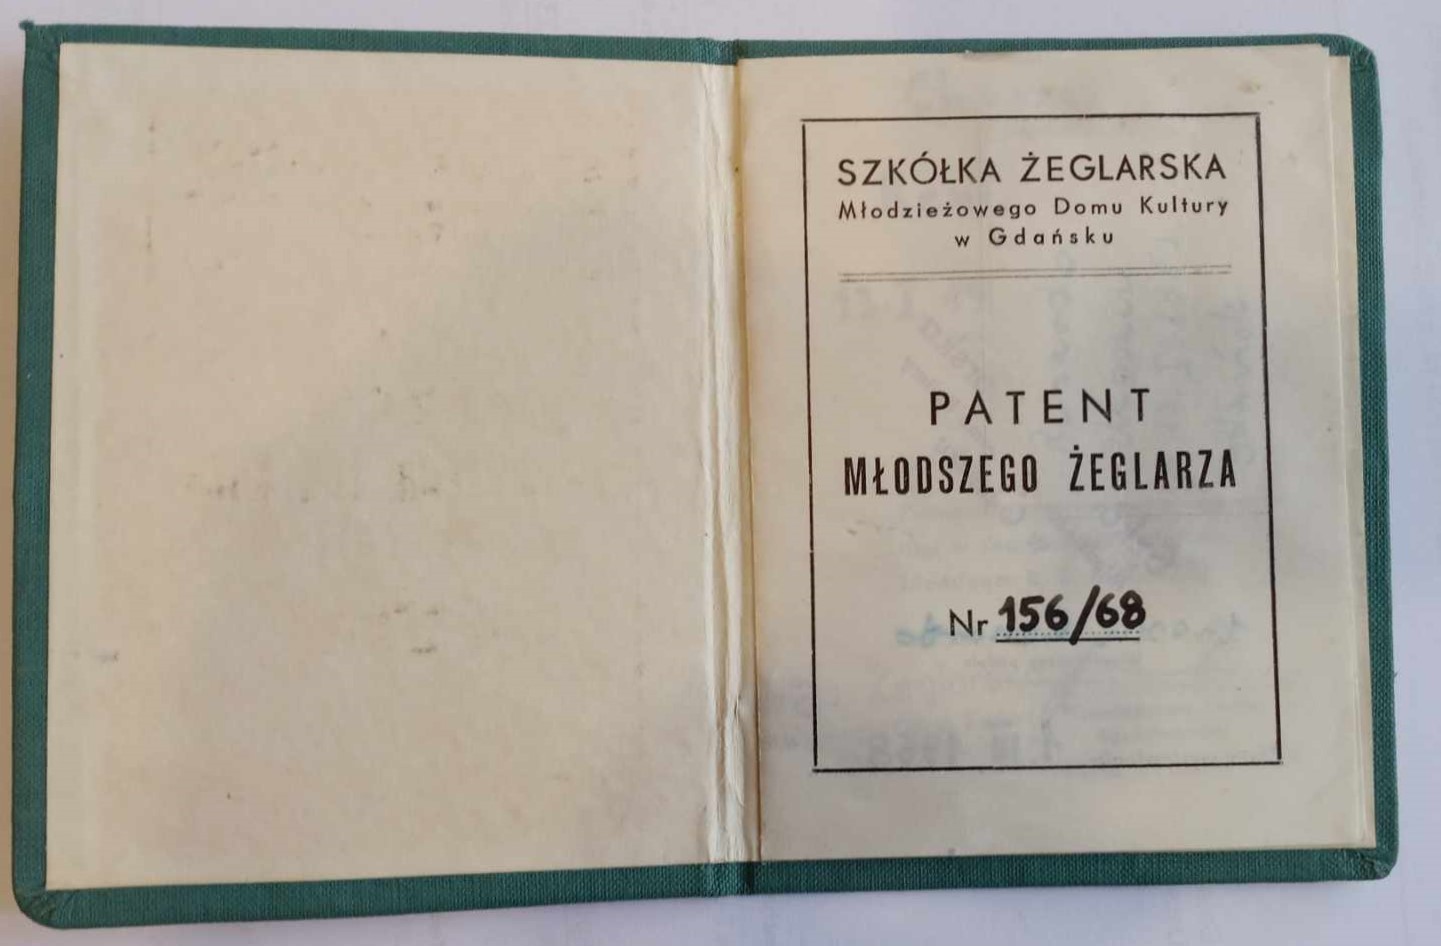 SZKÓŁKA ŻEGLARSKA
Młodzieżowego Domu Kultury
w Gdańsku
PATENT
MŁODSZEGO ŻEGLARZA
Nr 156/68